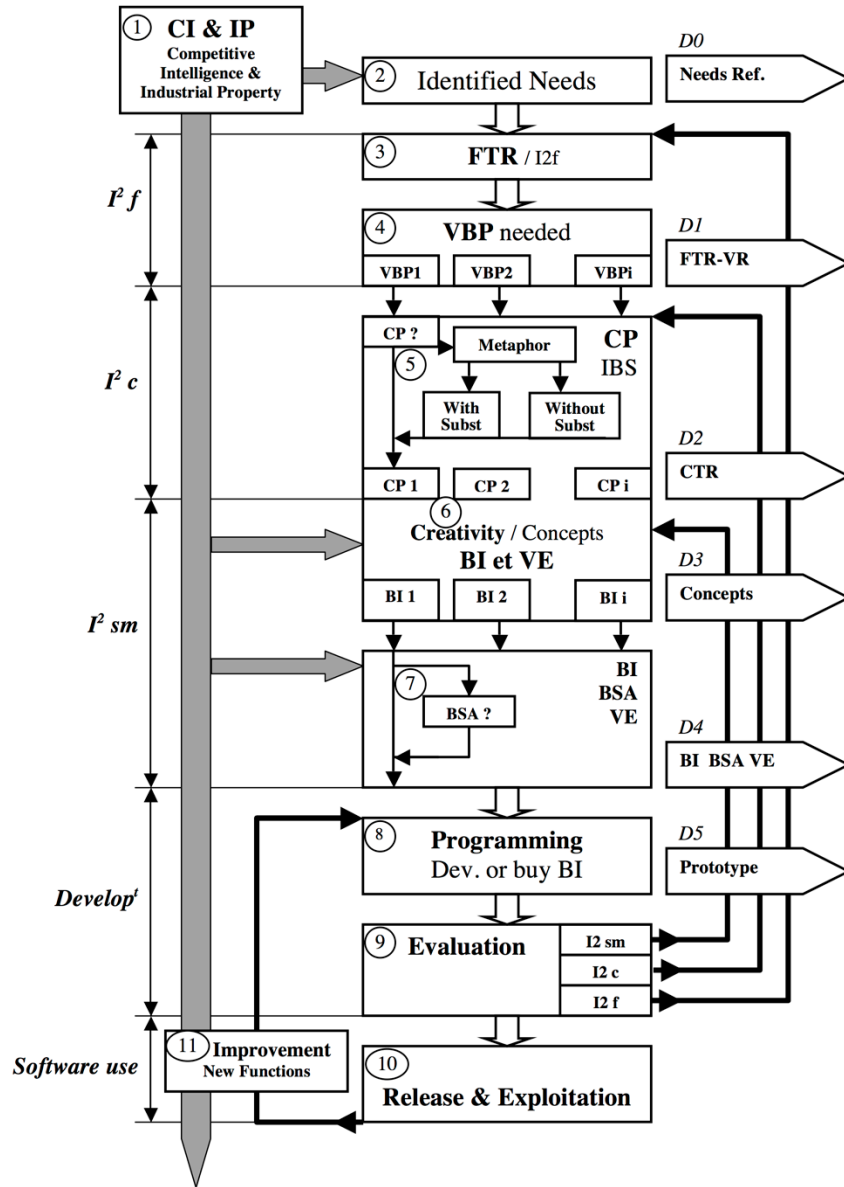 1
CI & IP
Competitive
Intelligence &
Industrial Property
2
Identified Needs
D0
Needs Ref.
I² f
3
FTR / I2f
4
VBP needed
VBP1
VBP2
VBPi
D1
FTR-VR
I² c
CP ?
5
Metaphor
CP
IBS
With
Subst
Without
Subst
CP 1
CP 2
CP i
D2
CTR
I² sm
6
Creativity / Concepts
BI et VE
BI 1
BI 2
BI i
D3
Concepts
7
BSA ?
BI
BSA
VE
D4
BI BSA VE
Developᵗ
8
Programming
Dev. or buy BI
D5
Prototype
9
Evaluation
I2 sm
I2 c
I2 f
Software use
11
Improvement
New Functions
10
Release & Exploitation